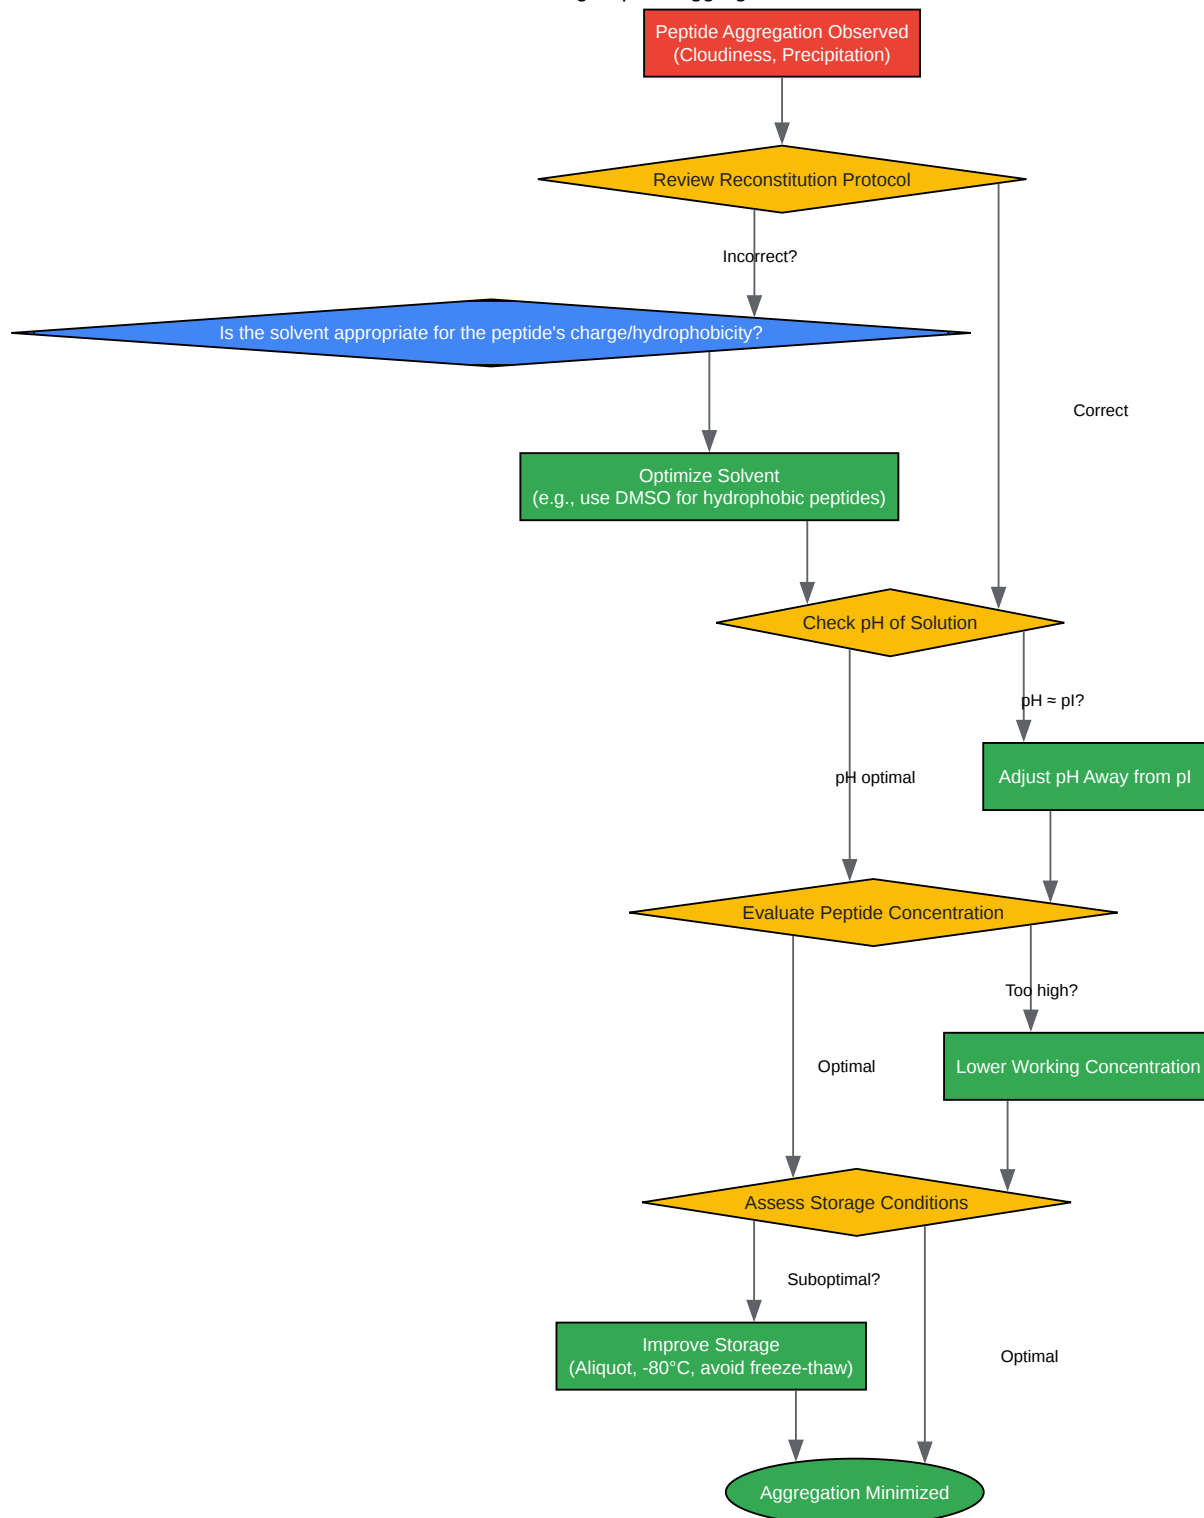 Peptide Aggregation Observed
(Cloudiness, Precipitation)
Review Reconstitution Protocol
Incorrect?
Is the solvent appropriate for the peptide's charge/hydrophobicity?
Correct
Optimize Solvent
(e.g., use DMSO for hydrophobic peptides)
Check pH of Solution
pH ≈ pI?
pH optimal
Adjust pH Away from pI
Evaluate Peptide Concentration
Too high?
Optimal
Lower Working Concentration
Assess Storage Conditions
Suboptimal?
Improve Storage
(Aliquot, -80°C, avoid freeze-thaw)
Optimal
Aggregation Minimized